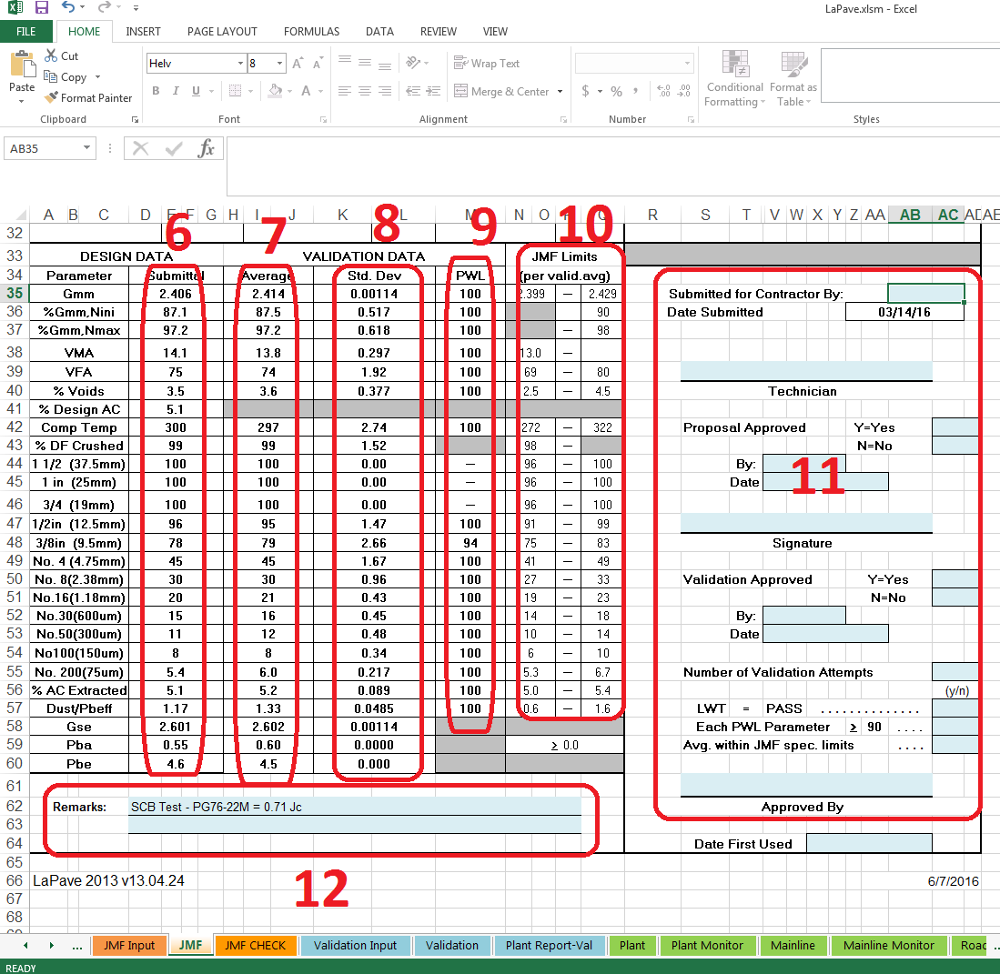 LaPave.xlsm - Excel
FILE HOME INSERT PAGE LAYOUT FORMULAS DATA REVIEW VIEW
Cut
Copy
Format Painter
Paste
Helv 8
B I U
Wrap Text
Merge & Center
$ % ,
Conditional Formatting
Format as Table
Clipboard Font Alignment Number Styles
AB35 fx
A B C D E F G H I J K L M N O Q R S T V W X Y Z AA AB AC AD AE
6 7 8 9 10
32
33 DESIGN DATA VALIDATION DATA JMF Limits
34 Parameter Submittal Average Std. Dev PWL (per valid.avg)
35 Gmm 2.406 2.414 0.00114 100 2.399 — 2.429 Submitted for Contractor By:
36 %Gmm,Nini 87.1 87.5 0.517 100 90 Date Submitted 03/14/16
37 %Gmm,Nmax 97.2 97.2 0.618 100 — 98
38 VMA 14.1 13.8 0.297 100 13.0 —
39 VFA 75 74 1.92 100 69 — 80
40 % Voids 3.5 3.6 0.377 100 2.5 — 4.5 Technician
41 % Design AC 5.1
42 Comp Temp 300 297 2.74 100 272 — 322 Proposal Approved Y=Yes
43 % DF Crushed 99 99 1.52 98 — N=No
44 1 1/2 (37.5mm) 100 100 0.00 — 96 — 100 By:
45 1 in (25mm) 100 100 0.00 — 96 — 100 Date
11
46 3/4 (19mm) 100 100 0.00 — 96 — 100
47 1/2in (12.5mm) 96 95 1.47 100 91 — 99
48 3/8in (9.5mm) 78 79 2.66 94 75 — 83 Signature
49 No. 4 (4.75mm) 45 45 1.67 100 41 — 49
50 No. 8(2.38mm) 30 30 0.96 100 27 — 33 Validation Approved Y=Yes
51 No.16(1.18mm) 20 21 0.43 100 19 — 23 N=No
52 No.30(600um) 15 16 0.45 100 14 — 18 By:
53 No.50(300um) 11 12 0.48 100 10 — 14 Date
54 No100(150um) 8 8 0.34 100 6 — 10
55 No. 200(75um) 5.4 6.0 0.217 100 5.3 — 6.7 Number of Validation Attempts
56 % AC Extracted 5.1 5.2 0.089 100 5.0 — 5.4 (y/n)
57 Dust/Pbeff 1.17 1.33 0.0485 100 0.6 — 1.6 LWT = PASS . . . . . . . . . . . . . .
58 Gse 2.601 2.602 0.00114 Each PWL Parameter ≥ 90 . . . .
59 Pba 0.55 0.60 0.0000 ≥ 0.0 Avg. within JMF spec. limits . . . .
60 Pbe 4.6 4.5 0.000
61
62 Remarks: SCB Test - PG76-22M = 0.71 Jc Approved By
63
64 Date First Used
65
12
66 LaPave 2013 v13.04.24 6/7/2016
67
68
... JMF Input JMF JMF CHECK Validation Input Validation Plant Report-Val Plant Plant Monitor Mainline Mainline Monitor Roac ...
READY